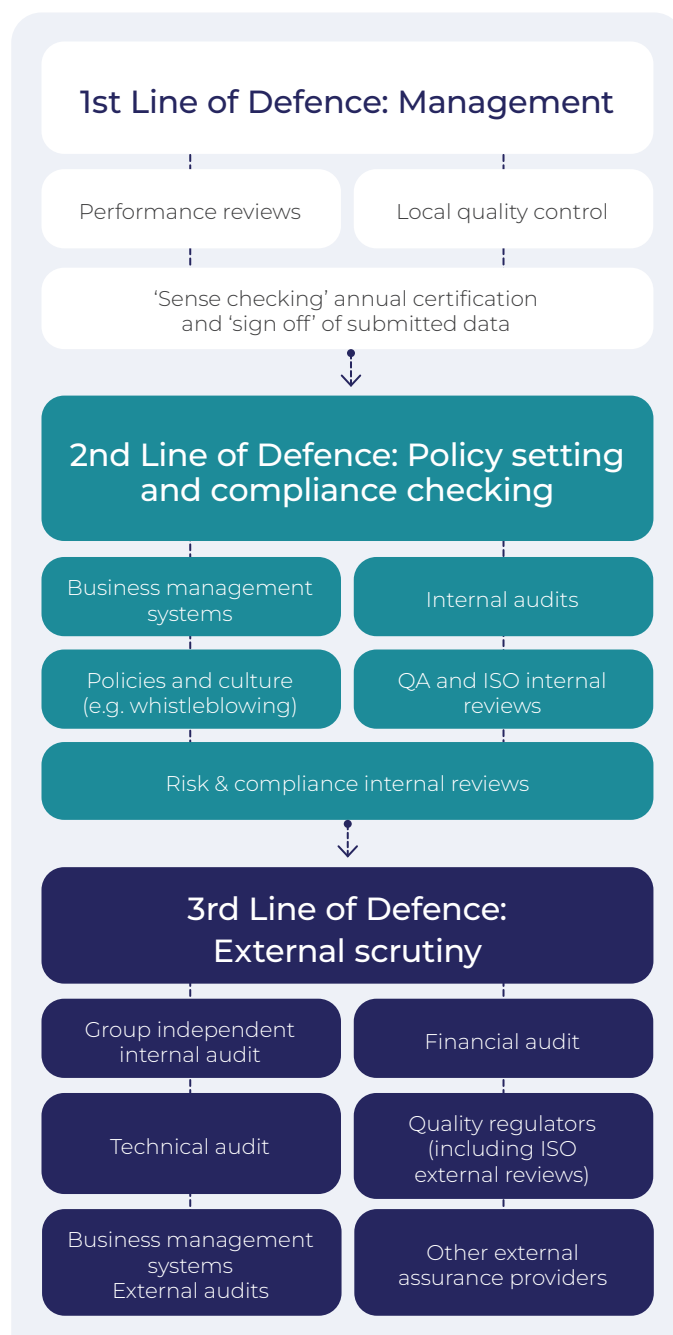 1st Line of Defence: Management
Performance reviews
Local quality control
‘Sense checking’ annual certification
and ‘sign off’ of submitted data
2nd Line of Defence: Policy setting
and compliance checking
Business management
systems
Internal audits
Policies and culture
(e.g. whistleblowing)
QA and ISO internal
reviews
Risk & compliance internal reviews
3rd Line of Defence:
External scrutiny
Group independent
internal audit
Financial audit
Technical audit
Quality regulators
(including ISO
external reviews)
Business management
systems
External audits
Other external
assurance providers